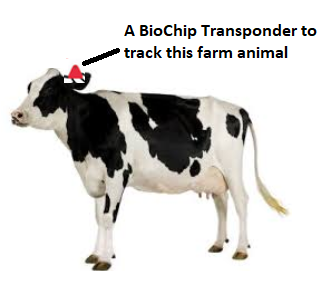 A BioChip Transponder to
track this farm animal